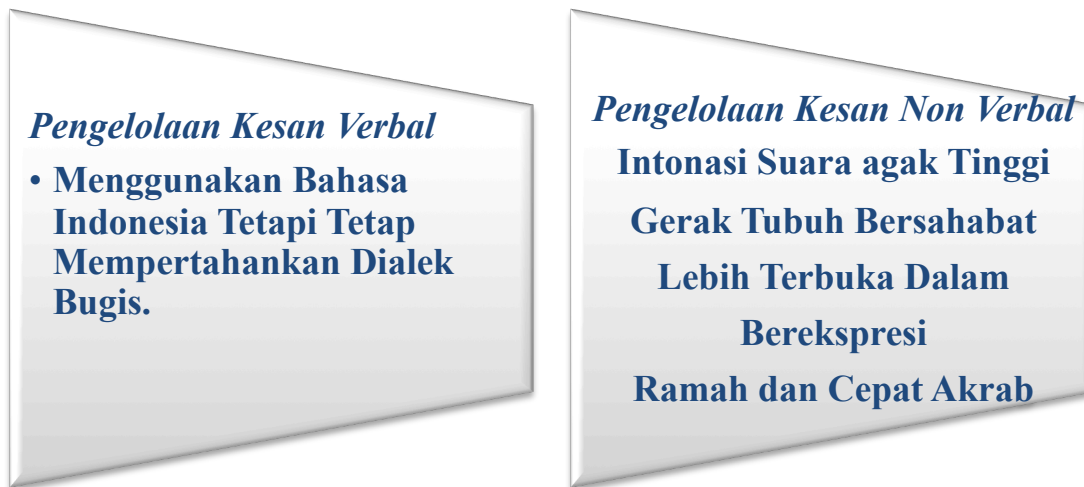 Pengelolaan Kesan Verbal
• Menggunakan Bahasa
Indonesia Tetapi Tetap
Mempertahankan Dialek
Bugis.
Pengelolaan Kesan Non Verbal
Intonasi Suara agak Tinggi
Gerak Tubuh Bersahabat
Lebih Terbuka Dalam
Berekspresi
Ramah dan Cepat Akrab